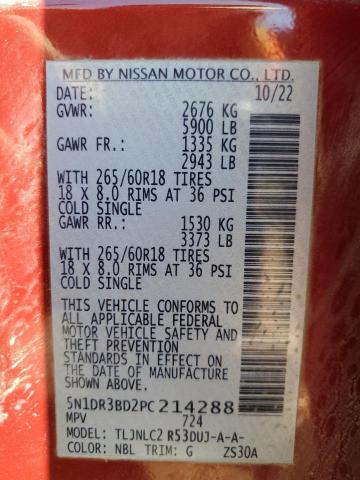 MFD BY NISSAN MOTOR CO., LTD.
DATE: 10/22
GVWR: 2676 KG
5900 LB
GAWR FR.: 1335 KG
2943 LB
WITH 265/60R18 TIRES
18 X 8.0 RIMS AT 36 PSI
COLD SINGLE
GAWR RR.: 1530 KG
3373 LB
WITH 265/60R18 TIRES
18 X 8.0 RIMS AT 36 PSI
COLD SINGLE
THIS VEHICLE CONFORMS TO
ALL APPLICABLE FEDERAL
MOTOR VEHICLE SAFETY AND
THEFT PREVENTION
STANDARDS IN EFFECT ON
THE DATE OF MANUFACTURE
SHOWN ABOVE.
5N1DR3BD2PC214288
MPV 724
TLJNLC2 R53DUJ-A-A-
COLOR: NBL TRIM: G ZS30A